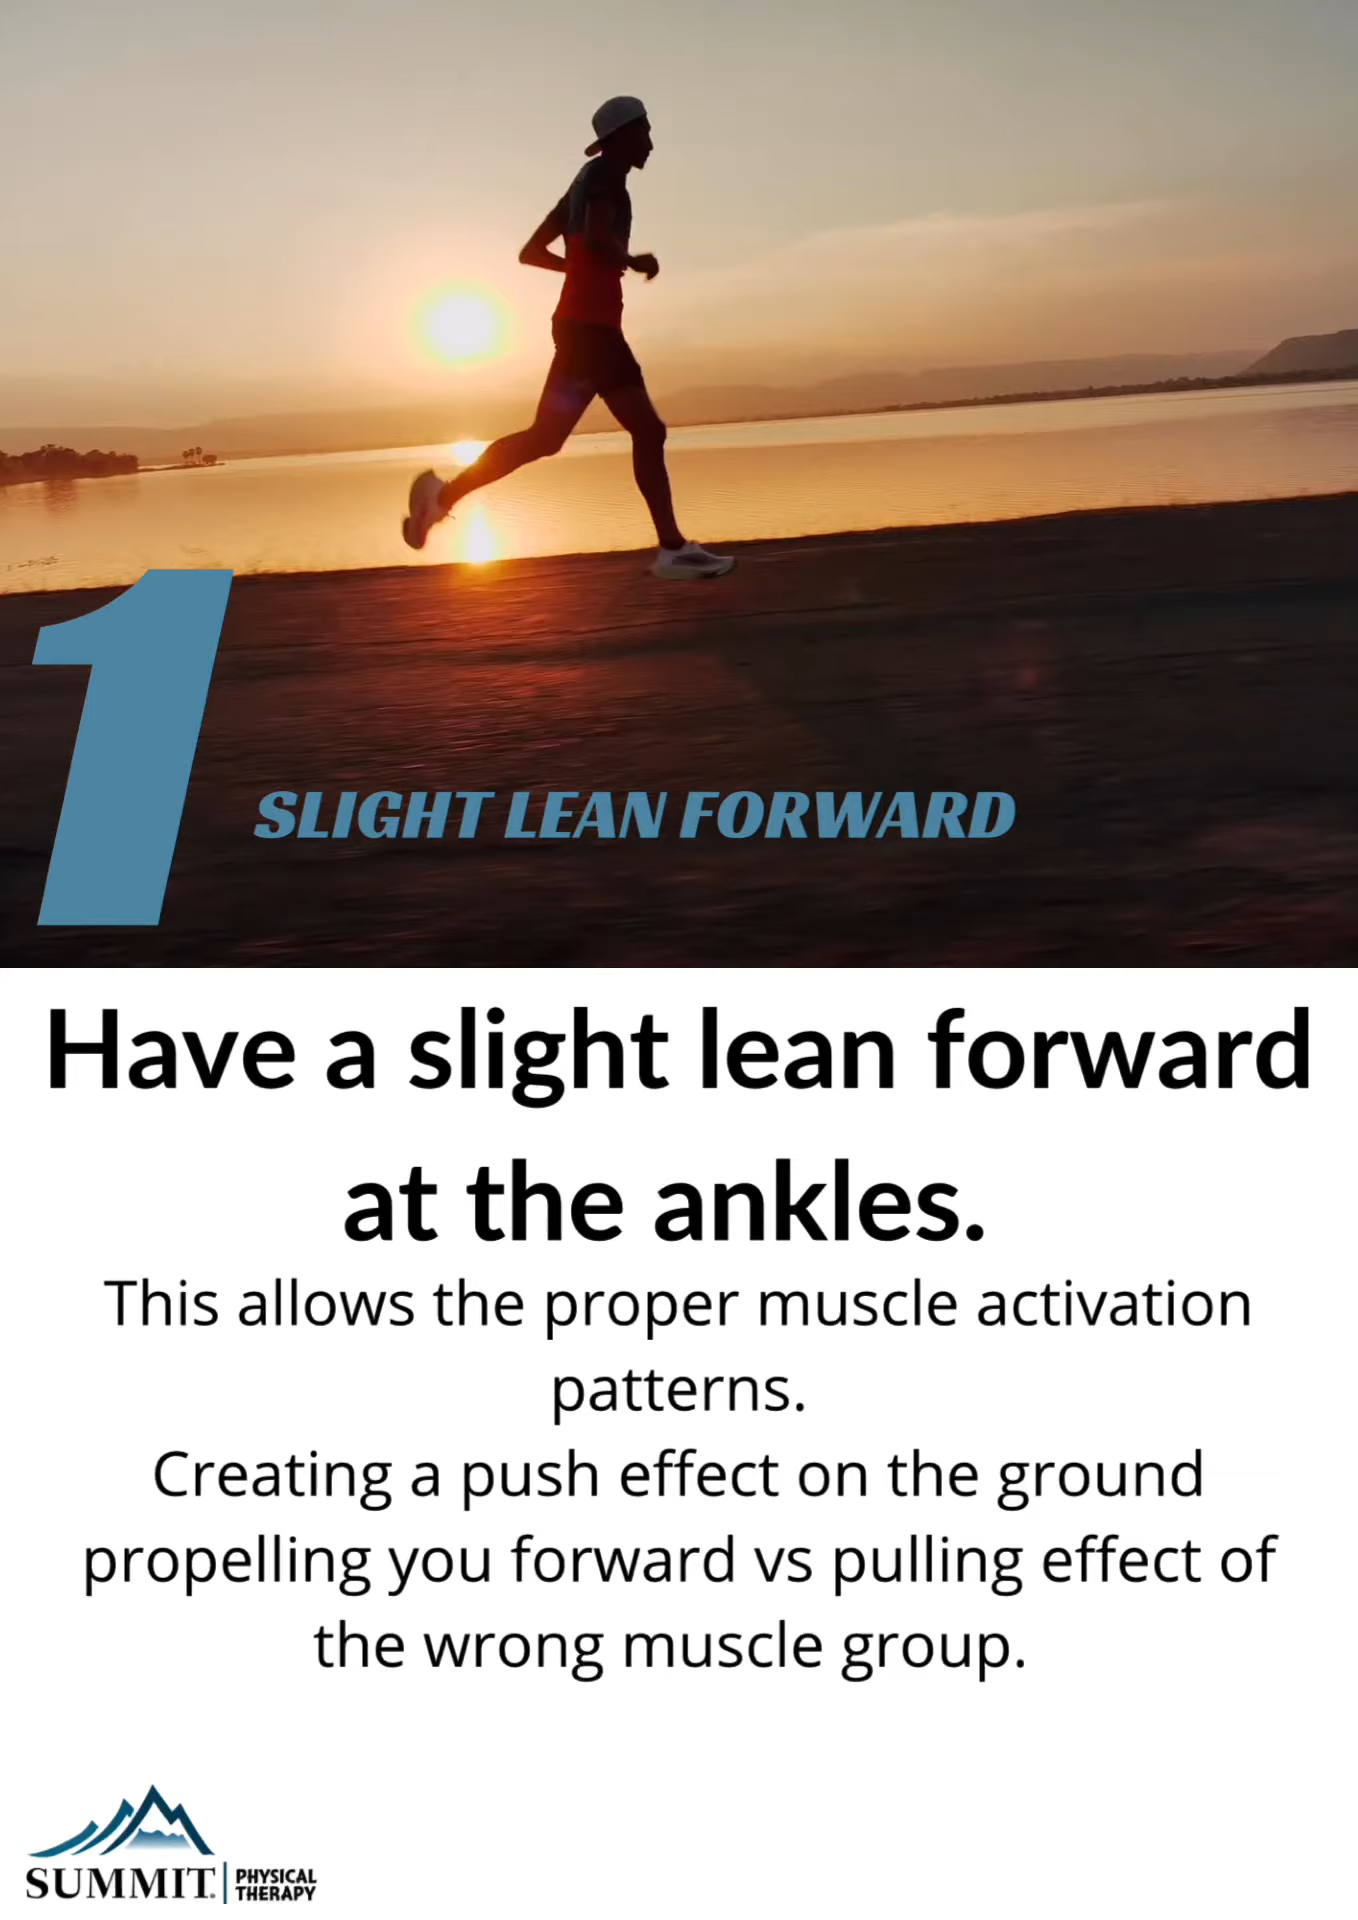 1
SLIGHT LEAN FORWARD
Have a slight lean forward
at the ankles.
This allows the proper muscle activation
patterns.
Creating a push effect on the ground
propelling you forward vs pulling effect of
the wrong muscle group.
SUMMIT. PHYSICAL
THERAPY